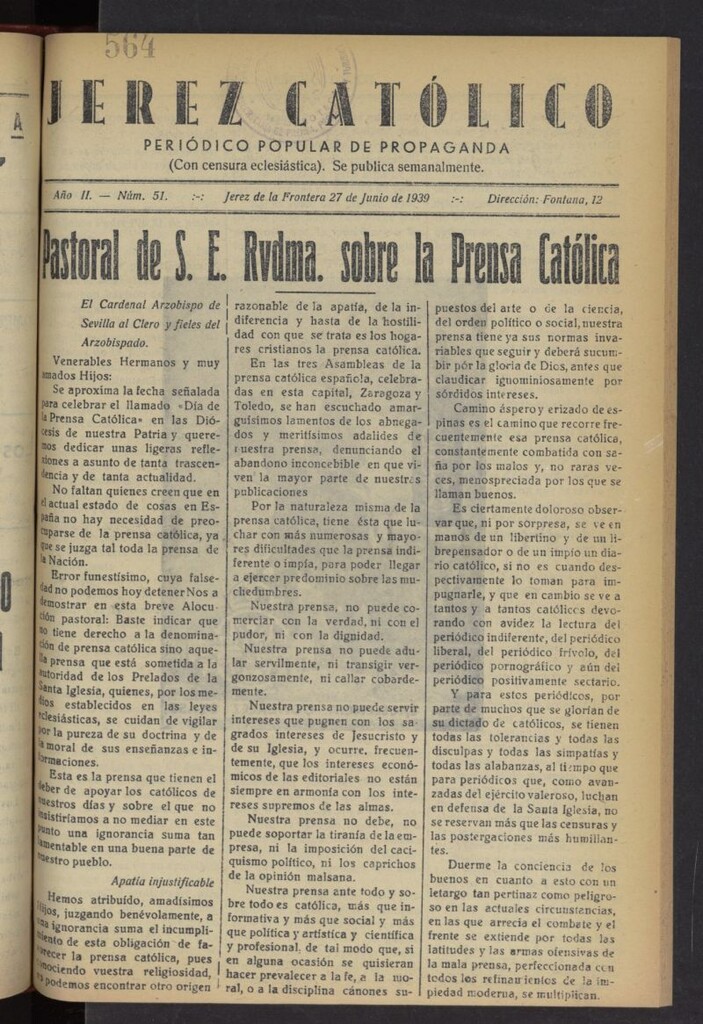 564
JEREZ CATÓLICO
PERIÓDICO POPULAR DE PROPAGANDA
(Con censura eclesiástica). Se publica semanalmente.
Año II. — Núm. 51. :-: Jerez de la Frontera 27 de Junio de 1939 :-: Dirección: Fontana, 12
Pastoral de S. E. Rvdma. sobre la Prensa Católica
El Cardenal Arzobispo de
Sevilla al Clero y fieles del
Arzobispado.
Venerables Hermanos y muy
amados Hijos:
Se aproxima la fecha señalada
para celebrar el llamado «Día de
la Prensa Católica» en las Dió-
cesis de nuestra Patria y quere-
mos dedicar unas ligeras refle-
xiones a asunto de tanta trascen-
dencia y de tanta actualidad.
No faltan quienes creen que en
el actual estado de cosas en Es-
paña no hay necesidad de preo-
cuparse de la prensa católica, ya
que se juzga tal toda la prensa de
la Nación.
Error funestísimo, cuya false-
dad no podemos hoy detener Nos a
demostrar en esta breve Alocu-
ción pastoral: Baste indicar que
no tiene derecho a la denomina-
ción de prensa católica sino aque-
lla prensa que está sometida a la
autoridad de los Prelados de la
Santa Iglesia, quienes, por los me-
dios establecidos en las leyes
eclesiásticas, se cuidan de vigilar
por la pureza de su doctrina y de
la moral de sus enseñanzas e in-
formaciones.
Esta es la prensa que tienen el
deber de apoyar los católicos de
nuestros días y sobre el que no
insistiríamos a no mediar en este
punto una ignorancia suma tan
lamentable en una buena parte de
nuestro pueblo.
Apatía injustificable
Hemos atribuído, amadísimos
Hijos, juzgando benévolamente, a
una ignorancia suma el incumpli-
miento de esta obligación de fa-
vorecer la prensa católica, pues
conociendo vuestra religiosidad,
no podemos encontrar otro origen
razonable de la apatía, de la in-
diferencia y hasta de la hostili-
dad con que se trata es los hoga-
res cristianos la prensa católica.
En las tres Asambleas de la
prensa católica española, celebra-
das en esta capital, Zaragoza y
Toledo, se han escuchado amar-
guísimos lamentos de los abnega-
dos y meritísimos adalides de
nuestra prensa, denunciando el
abandono inconcebible en que vi-
ven la mayor parte de nuestras
publicaciones
Por la naturaleza misma de la
prensa católica, tiene ésta que lu-
char con más numerosas y mayo-
res dificultades que la prensa indi-
ferente o impía, para poder llegar
a ejercer predominio sobre las mu-
chedumbres.
Nuestra prensa, no puede co-
merciar con la verdad, ni con el
pudor, ni con la dignidad.
Nuestra prensa no puede adu-
lar servilmente, ni transigir ver-
gonzosamente, ni callar cobarde-
mente.
Nuestra prensa no puede servir
intereses que pugnen con los sa-
grados intereses de Jesucristo y
de su Iglesia, y ocurre, frecuen-
temente, que los intereses econó-
micos de las editoriales no están
siempre en armonía con los inte-
reses supremos de las almas.
Nuestra prensa no debe, no
puede soportar la tiranía de la em-
presa, ni la imposición del caci-
quismo político, ni los caprichos
de la opinión malsana.
Nuestra prensa ante todo y so-
bre todo es católica, más que in-
formativa y más que social y más
que política y artística y científica
y profesional, de tal modo que, si
en alguna ocasión se quisieran
hacer prevalecer a la fe, a la mo-
ral, o a la disciplina cánones su-
puestos del arte o de la ciencia,
del orden político o social, nuestra
prensa tiene ya sus normas inva-
riables que seguir y deberá sucum-
bir pór la gloria de Dios, antes que
claudicar ignominiosamente por
sórdidos intereses.
Camino áspero y erizado de es-
pinas es el camino que recorre fre-
cuentemente esa prensa católica,
constantemente combatida con sa-
ña por los malos y, no raras ve-
ces, menospreciada por los que se
llaman buenos.
Es ciertamente doloroso obser-
var que, ni por sorpresa, se ve en
manos de un libertino y de un li-
brepensador o de un impío un dia-
rio católico, si no es cuando des-
pectivamente lo toman para im-
pugnarle, y que en cambio se ve a
tantos y a tantos católicos devo-
rando con avidez la lectura del
periódico indiferente, del periódico
liberal, del periódico frívolo, del
periódico pornográfico y aún del
periódico positivamente sectario.
Y para estos periódicos, por
parte de muchos que se glorían de
su dictado de católicos, se tienen
todas las tolerancias y todas las
disculpas y todas las simpatías y
todas las alabanzas, al tiempo que
para periódicos que, como avan-
zadas del ejército valeroso, luchan
en defensa de la Santa Iglesia, no
se reservan más que las censuras y
las postergaciones más humillan-
tes.
Duerme la conciencia de los
buenos en cuanto a esto con un
letargo tan pertinaz como peligro-
so en las actuales circunstancias,
en las que arrecia el combate y el
frente se extiende por todas las
latitudes y las armas ofensivas de
la mala prensa, perfeccionada con
todos los refinamientos de la im-
piedad moderna, se multiplican.